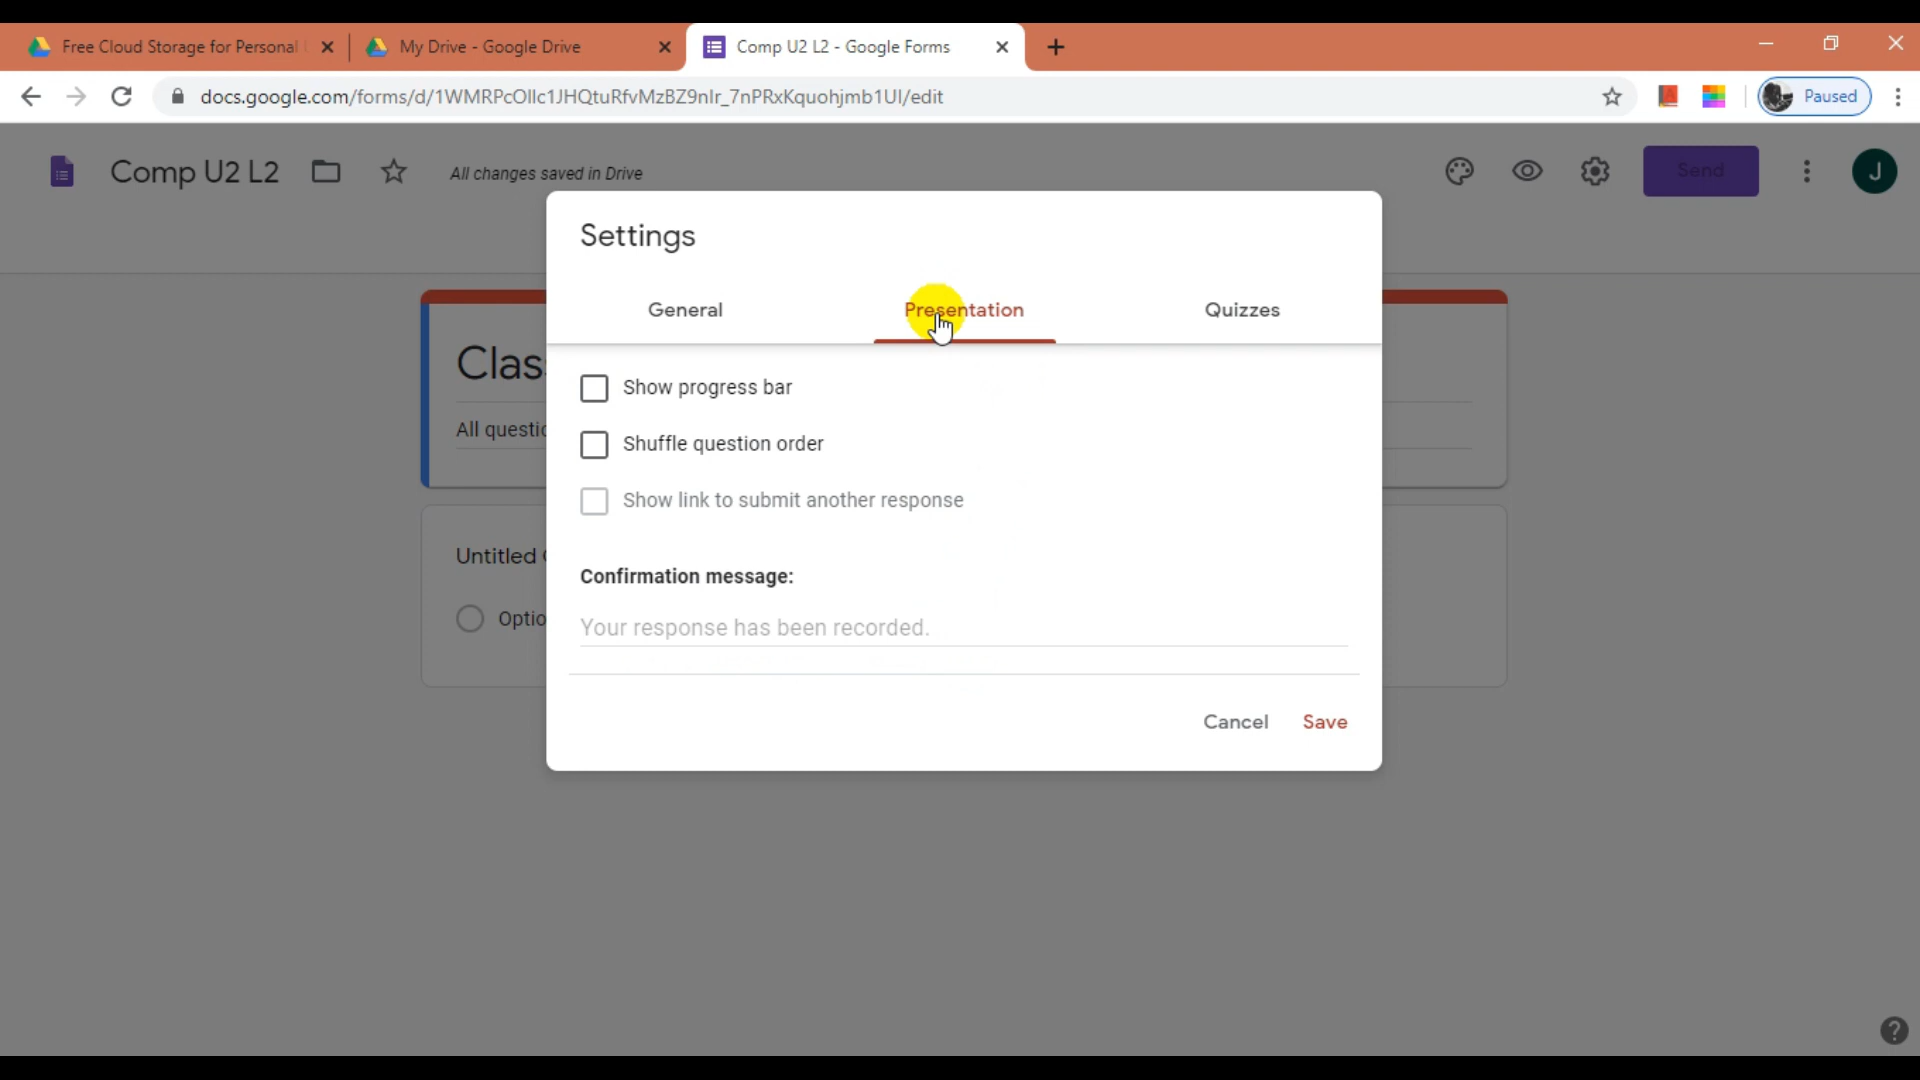 Free Cloud Storage for Personal
My Drive - Google Drive
Comp U2 L2 - Google Forms
docs.google.com/forms/d/1WMRPcOllc1JHQtuRfvMzBZ9nlr_7nPRxKquohjmb1UI/edit
Paused
Comp U2 L2
All changes saved in Drive
Send
J
Settings
General
Presentation
Quizzes
Clas
Show progress bar
All questio
Shuffle question order
Show link to submit another response
Untitled
Confirmation message:
Optio
Your response has been recorded.
Cancel
Save